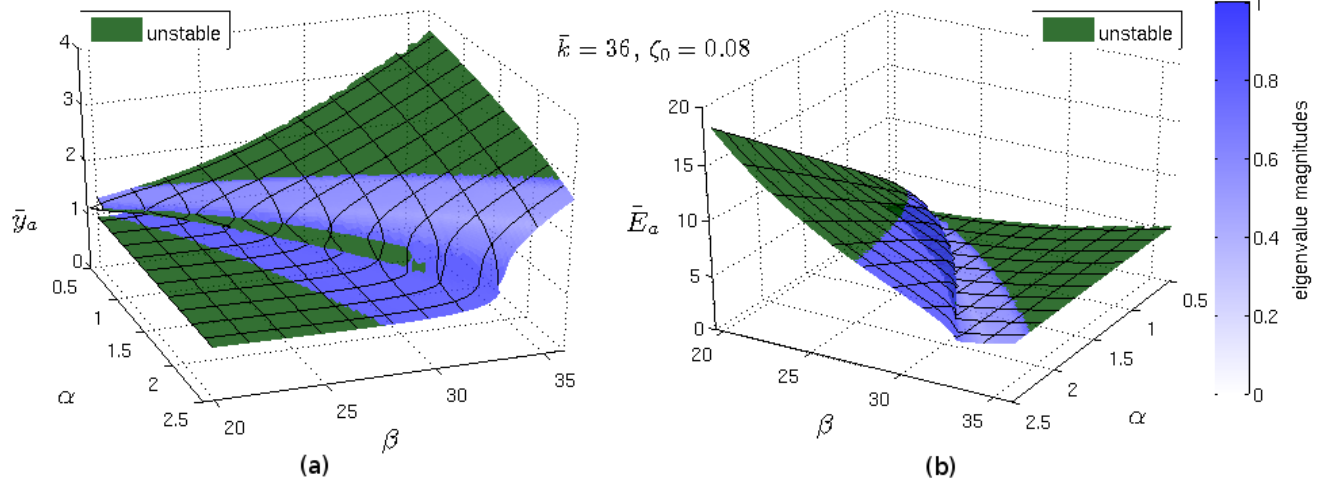 unstable
k̄ = 36, ζ₀ = 0.08
unstable
4
3
2
1
0
ȳₐ
0.5
1
1.5
2
2.5
α
20
25
30
35
β
(a)
20
15
10
5
0
Ēₐ
20
25
30
35
β
0.5
1
1.5
2
2.5
α
(b)
1
0.8
0.6
0.4
0.2
0
eigenvalue magnitudes